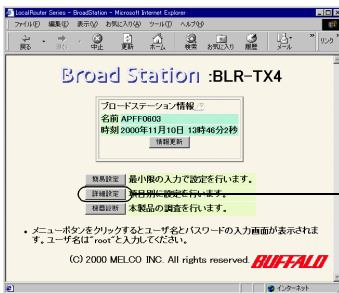 LocalRouter Series - BroadStation - Microsoft Internet Explorer
ファイル(F) 編集(E) 表示(V) お気に入り(A) ツール(T) ヘルプ(H)
戻る 進む 中止 更新 ホーム 検索 お気に入り 履歴 メール » リンク »
Broad Station :BLR-TX4
ブロードステーション情報 ?
名前 APFF0603
時刻 2000年11月10日 13時46分2秒
情報更新
簡易設定 最小限の入力で設定を行います。
詳細設定 項目別に設定を行います。
機器診断 本製品の調査を行います。
• メニューボタンをクリックするとユーザ名とパスワードの入力画面が表示されま
す。ユーザ名は"root"と入力してください。
(C) 2000 MELCO INC. All rights reserved. BUFFALO
インターネット